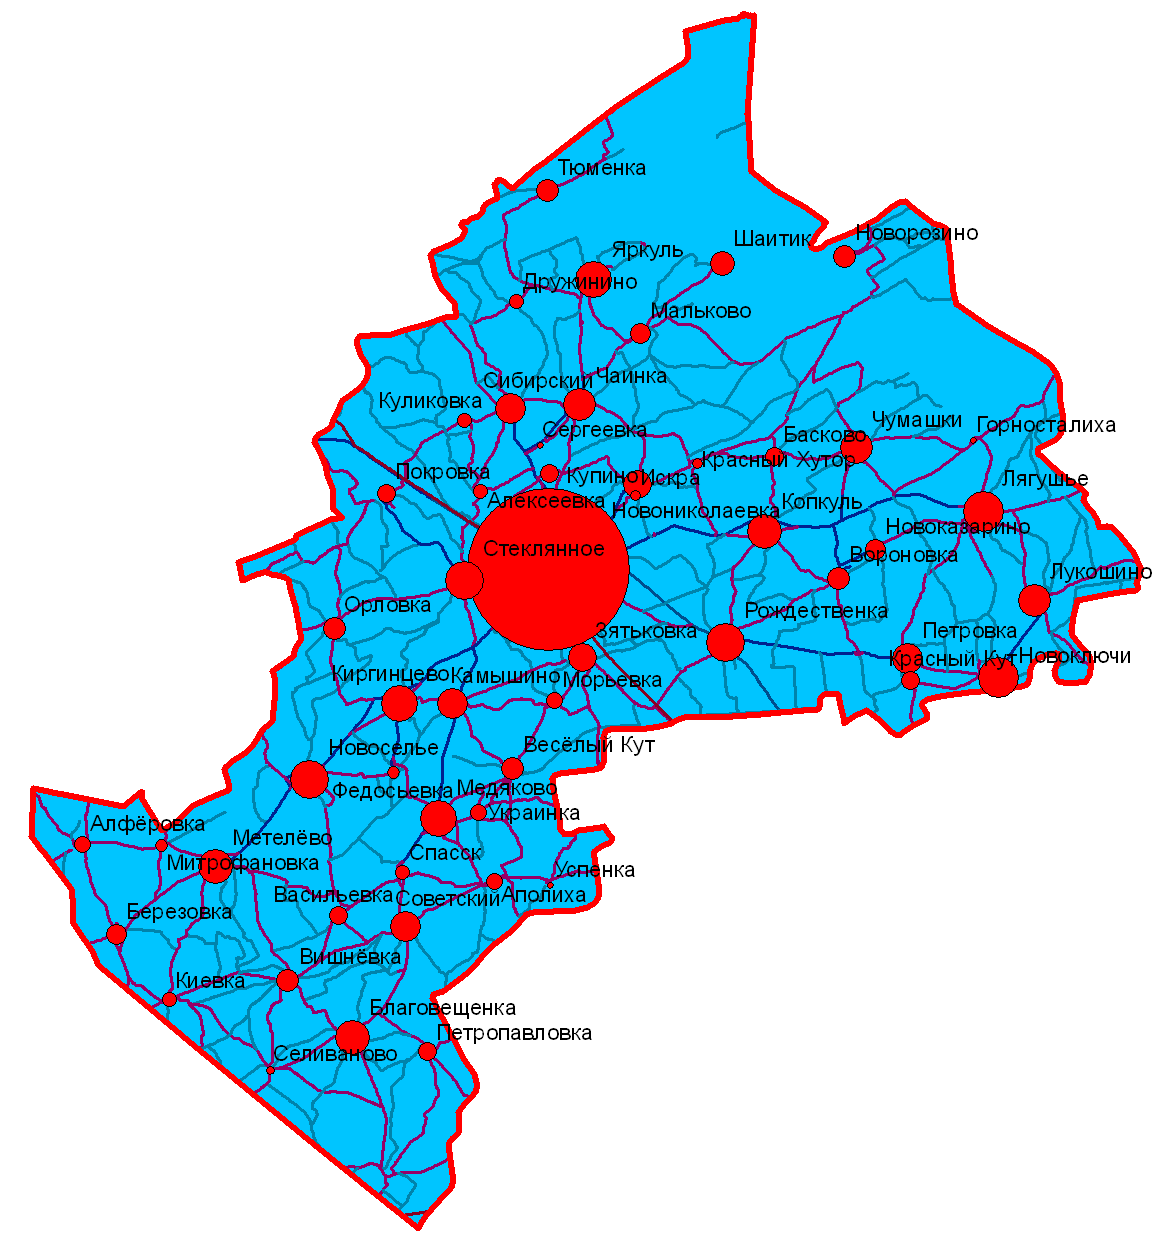 Тюменка
Новорозино
Шаитик
Яркуль
Дружинино
Мальково
Чаинка
Сибирский
Куликовка
Чумашки
Горносталиха
Сергеевка
Басково
Красный Хутор
Покровка
Купино
Искра
Лягушье
Алексеевка
Копкуль
Новониколаевка
Новоказарино
Стеклянное
Вороновка
Лукошино
Орловка
Рождественка
Зятьковка
Петровка
Красный Кут
Новоключи
Киргинцево
Камышино
Морьевка
Новоселье
Весёлый Кут
Федосьевка
Медяково
Украинка
Алфёровка
Метелёво
Митрофановка
Спасск
Успенка
Васильевка
Советский
Аполиха
Березовка
Вишнёвка
Киевка
Благовещенка
Петропавловка
Селиваново